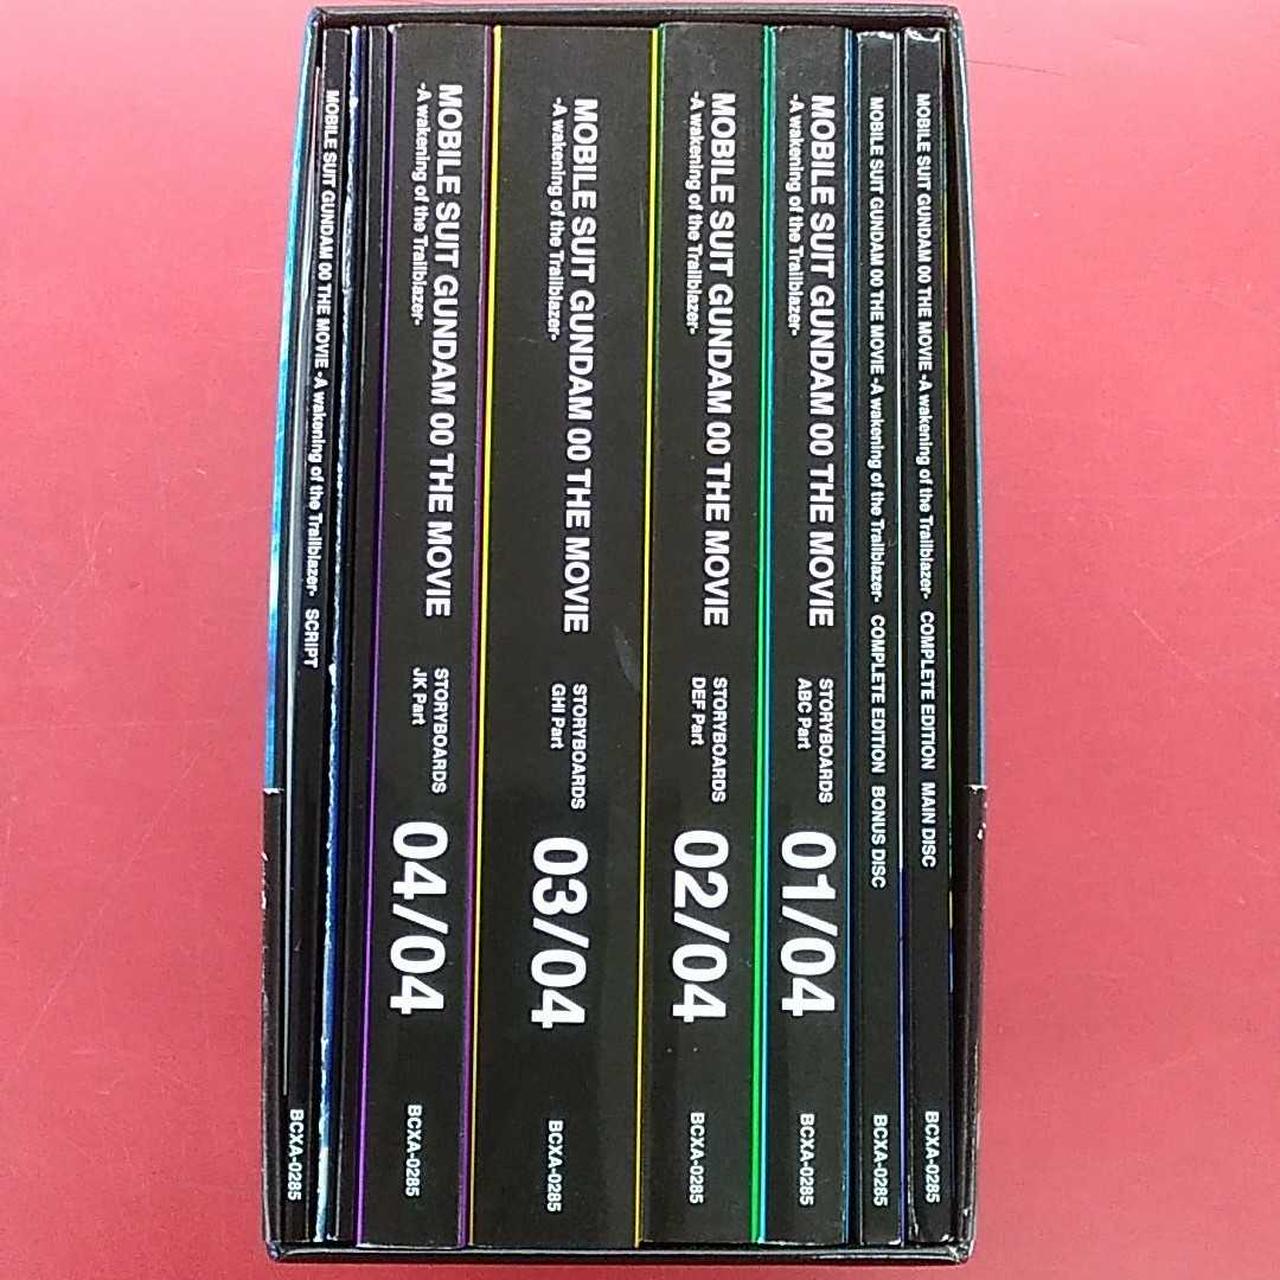 MOBILE SUIT GUNDAM 00 THE MOVIE -A wakening of the Trailblazer- COMPLETE EDITION MAIN DISC
BCXA-0285
MOBILE SUIT GUNDAM 00 THE MOVIE -A wakening of the Trailblazer- COMPLETE EDITION BONUS DISC
BCXA-0285
MOBILE SUIT GUNDAM 00 THE MOVIE
-A wakening of the Trailblazer-
STORYBOARDS
ABC Part
01/04
BCXA-0285
MOBILE SUIT GUNDAM 00 THE MOVIE
-A wakening of the Trailblazer-
STORYBOARDS
DEF Part
02/04
BCXA-0285
MOBILE SUIT GUNDAM 00 THE MOVIE
-A wakening of the Trailblazer-
STORYBOARDS
GHI Part
03/04
BCXA-0285
MOBILE SUIT GUNDAM 00 THE MOVIE
-A wakening of the Trailblazer-
STORYBOARDS
JK Part
04/04
BCXA-0285
MOBILE SUIT GUNDAM 00 THE MOVIE -A wakening of the Trailblazer- SCRIPT
BCXA-0285